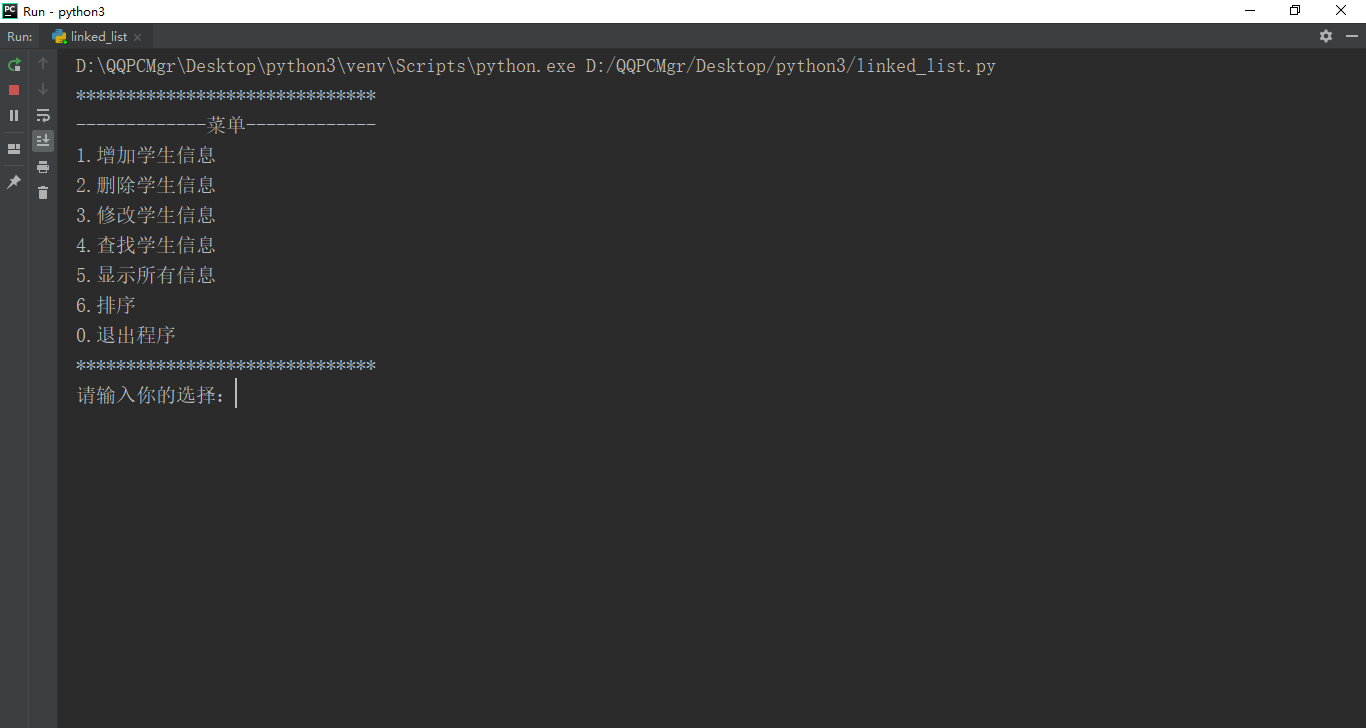 PC Run - python3
Run: linked_list
D:\QQPCMgr\Desktop\python3\venv\Scripts\python.exe D:/QQPCMgr/Desktop/python3/linked_list.py
******************************
-------------菜单-------------
1.增加学生信息
2.删除学生信息
3.修改学生信息
4.查找学生信息
5.显示所有信息
6.排序
0.退出程序
******************************
请输入你的选择：